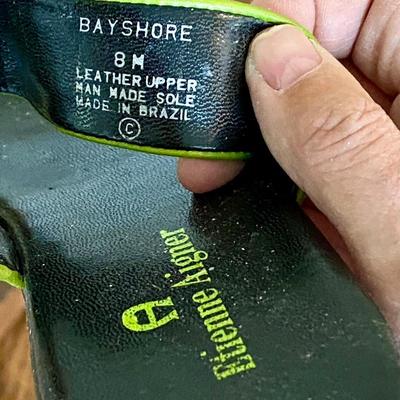 BAYSHORE
8 M
LEATHER UPPER
MAN MADE SOLE
MADE IN BRAZIL
©
A
Etienne Aigner